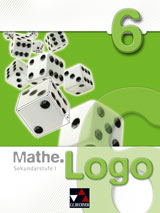 6
Mathe.
Logo
Sekundarstufe I
C.C.BUCHNER